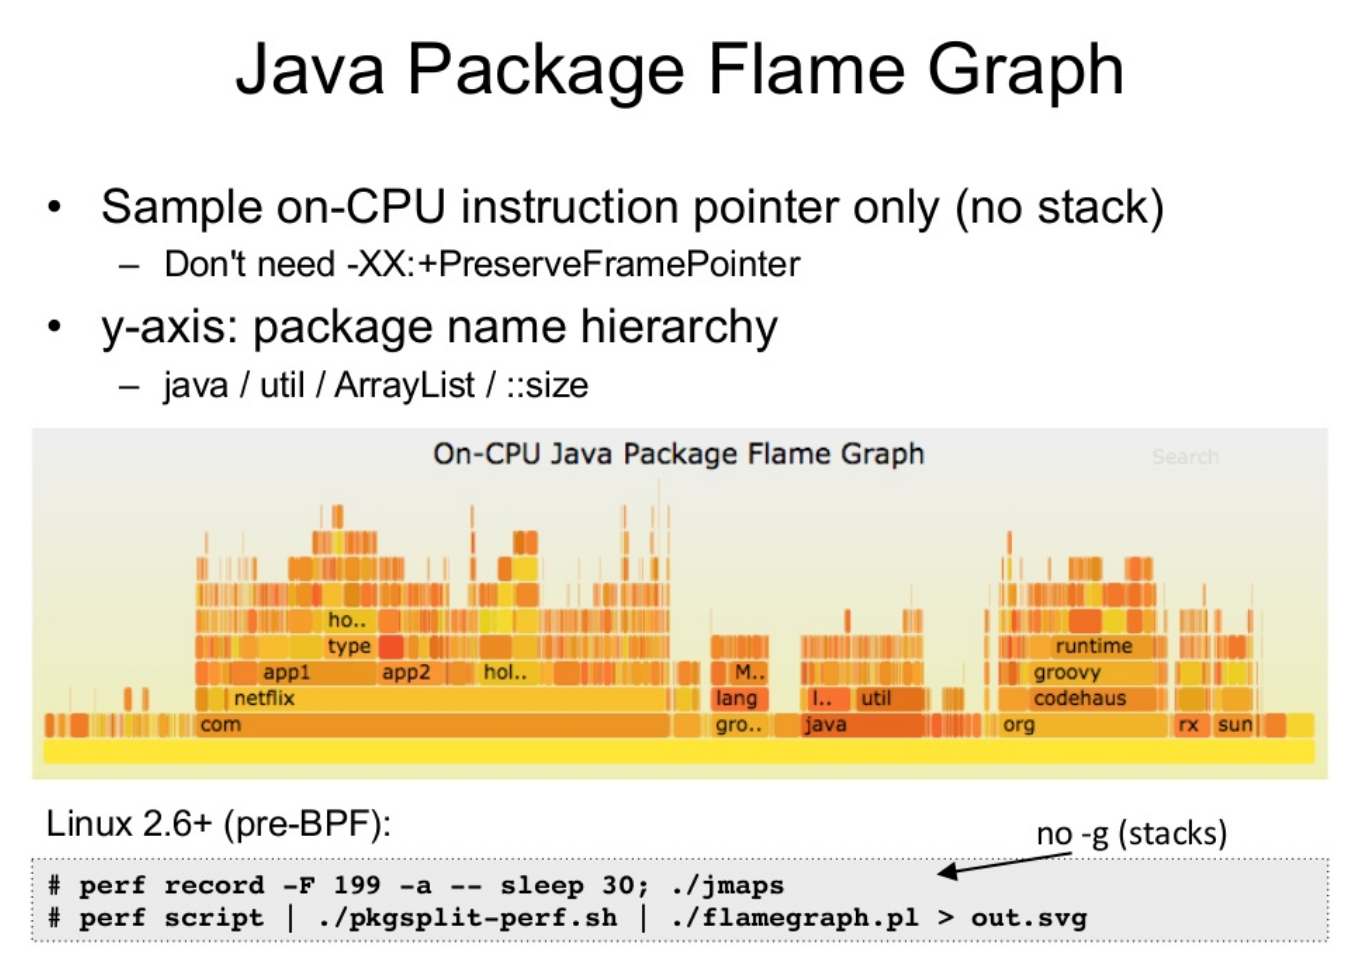 Java Package Flame Graph
• Sample on-CPU instruction pointer only (no stack)
– Don't need -XX:+PreserveFramePointer
• y-axis: package name hierarchy
– java / util / ArrayList / ::size
On-CPU Java Package Flame Graph
Search
ho..
type
runtime
app1 app2 hol.. M.. groovy
netflix lang l.. util codehaus
com gro.. java org rx sun
Linux 2.6+ (pre-BPF):
no -g (stacks)
# perf record -F 199 -a -- sleep 30; ./jmaps
# perf script | ./pkgsplit-perf.sh | ./flamegraph.pl > out.svg